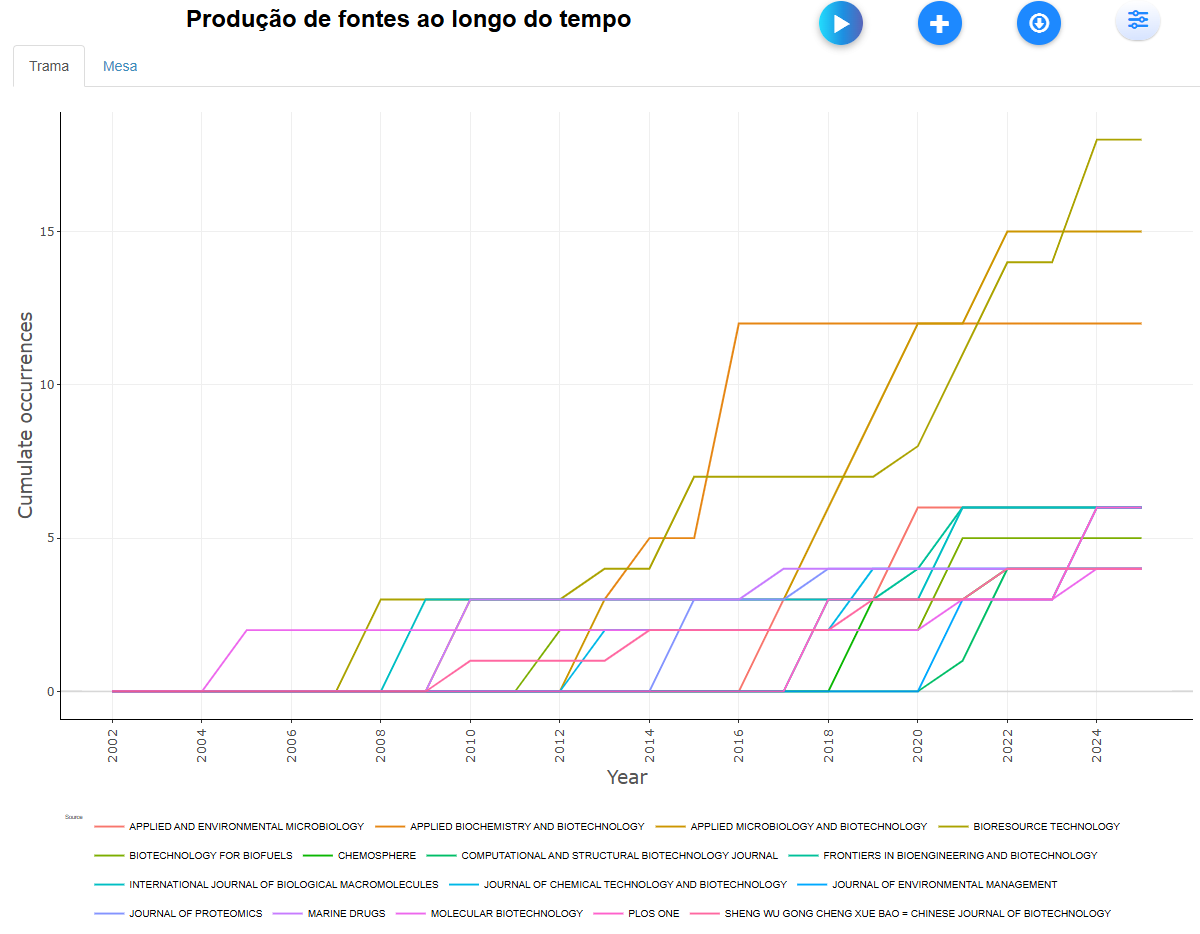 Produção de fontes ao longo do tempo
Trama
Mesa
Cumulate occurrences
15
10
5
0
2002
2004
2006
2008
2010
2012
2014
2016
2018
2020
2022
2024
Year
Source
APPLIED AND ENVIRONMENTAL MICROBIOLOGY
APPLIED BIOCHEMISTRY AND BIOTECHNOLOGY
APPLIED MICROBIOLOGY AND BIOTECHNOLOGY
BIORESOURCE TECHNOLOGY
BIOTECHNOLOGY FOR BIOFUELS
CHEMOSPHERE
COMPUTATIONAL AND STRUCTURAL BIOTECHNOLOGY JOURNAL
FRONTIERS IN BIOENGINEERING AND BIOTECHNOLOGY
INTERNATIONAL JOURNAL OF BIOLOGICAL MACROMOLECULES
JOURNAL OF CHEMICAL TECHNOLOGY AND BIOTECHNOLOGY
JOURNAL OF ENVIRONMENTAL MANAGEMENT
JOURNAL OF PROTEOMICS
MARINE DRUGS
MOLECULAR BIOTECHNOLOGY
PLOS ONE
SHENG WU GONG CHENG XUE BAO = CHINESE JOURNAL OF BIOTECHNOLOGY